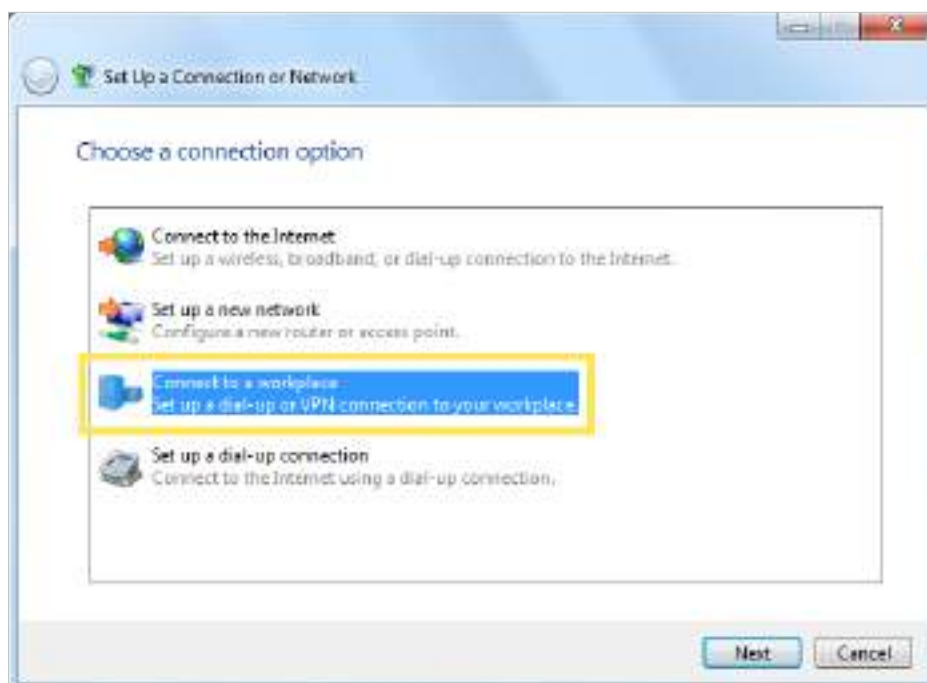 Set Up a Connection or Network
Choose a connection option
Connect to the Internet
Set up a wireless, broadband, or dial-up connection to the Internet.
Set up a new network
Configure a new router or access point.
Connect to a workplace
Set up a dial-up or VPN connection to your workplace.
Set up a dial-up connection
Connect to the Internet using a dial-up connection.
Next
Cancel